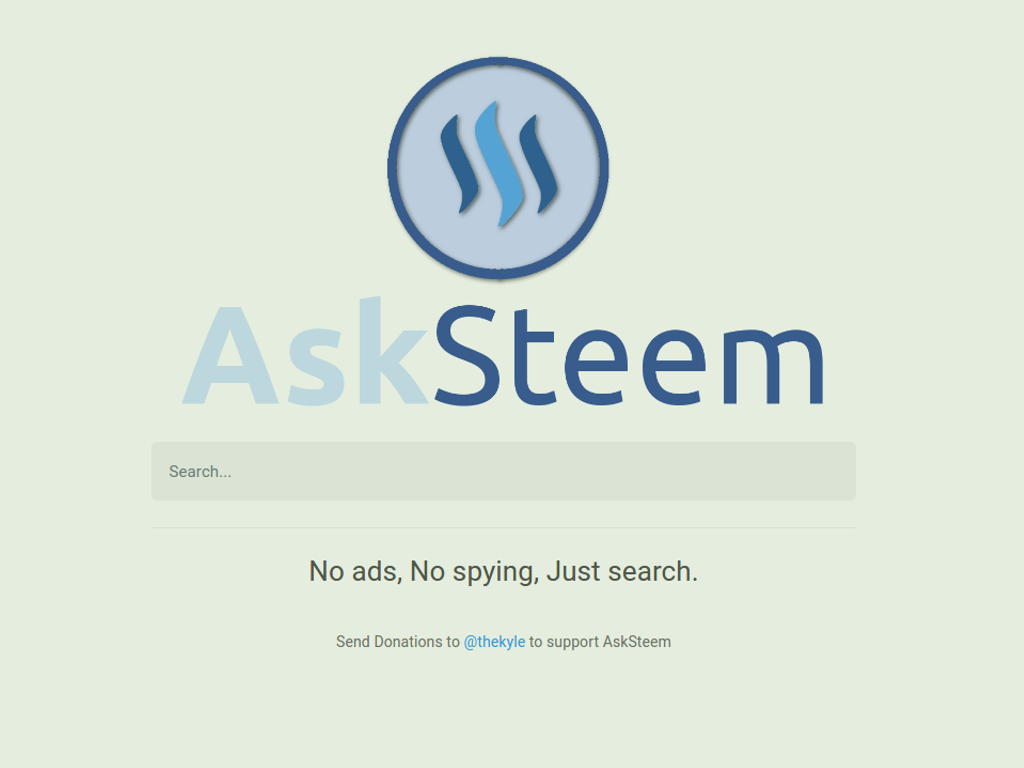 AskSteem
Search...
No ads, No spying, Just search.
Send Donations to @thekyle to support AskSteem